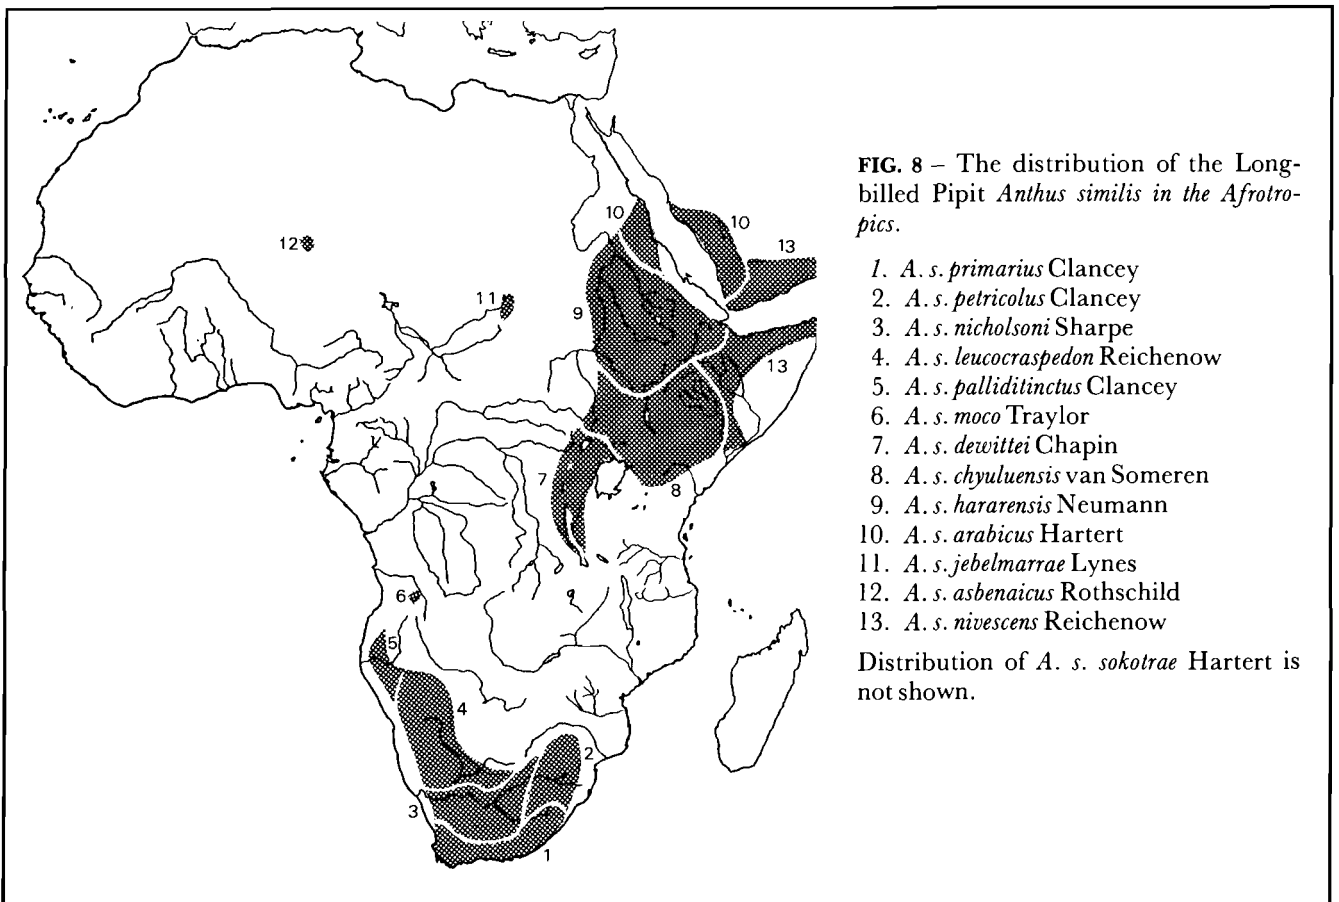 FIG. 8 – The distribution of the Long-
billed Pipit Anthus similis in the Afrotro-
pics.
1. A. s. primarius Clancey
2. A. s. petricolus Clancey
3. A. s. nicholsoni Sharpe
4. A. s. leucocraspedon Reichenow
5. A. s. palliditinctus Clancey
6. A. s. moco Traylor
7. A. s. dewittei Chapin
8. A. s. chyuluensis van Someren
9. A. s. hararensis Neumann
10. A. s. arabicus Hartert
11. A. s. jebelmarrae Lynes
12. A. s. asbenaicus Rothschild
13. A. s. nivescens Reichenow
Distribution of A. s. sokotrae Hartert is
not shown.
10
10
12
13
11
9
13
7
8
6
5
4
2
3
1